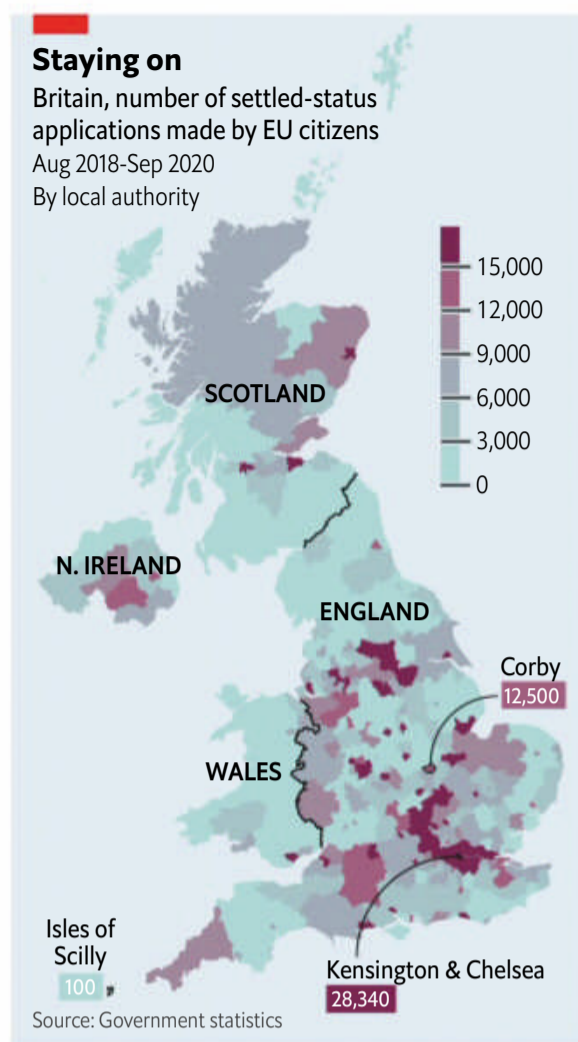 Staying on
Britain, number of settled-status
applications made by EU citizens
Aug 2018-Sep 2020
By local authority
15,000
12,000
9,000
6,000
3,000
0
SCOTLAND
N. IRELAND
ENGLAND
Corby
12,500
WALES
Isles of
Scilly
100
Kensington & Chelsea
28,340
Source: Government statistics